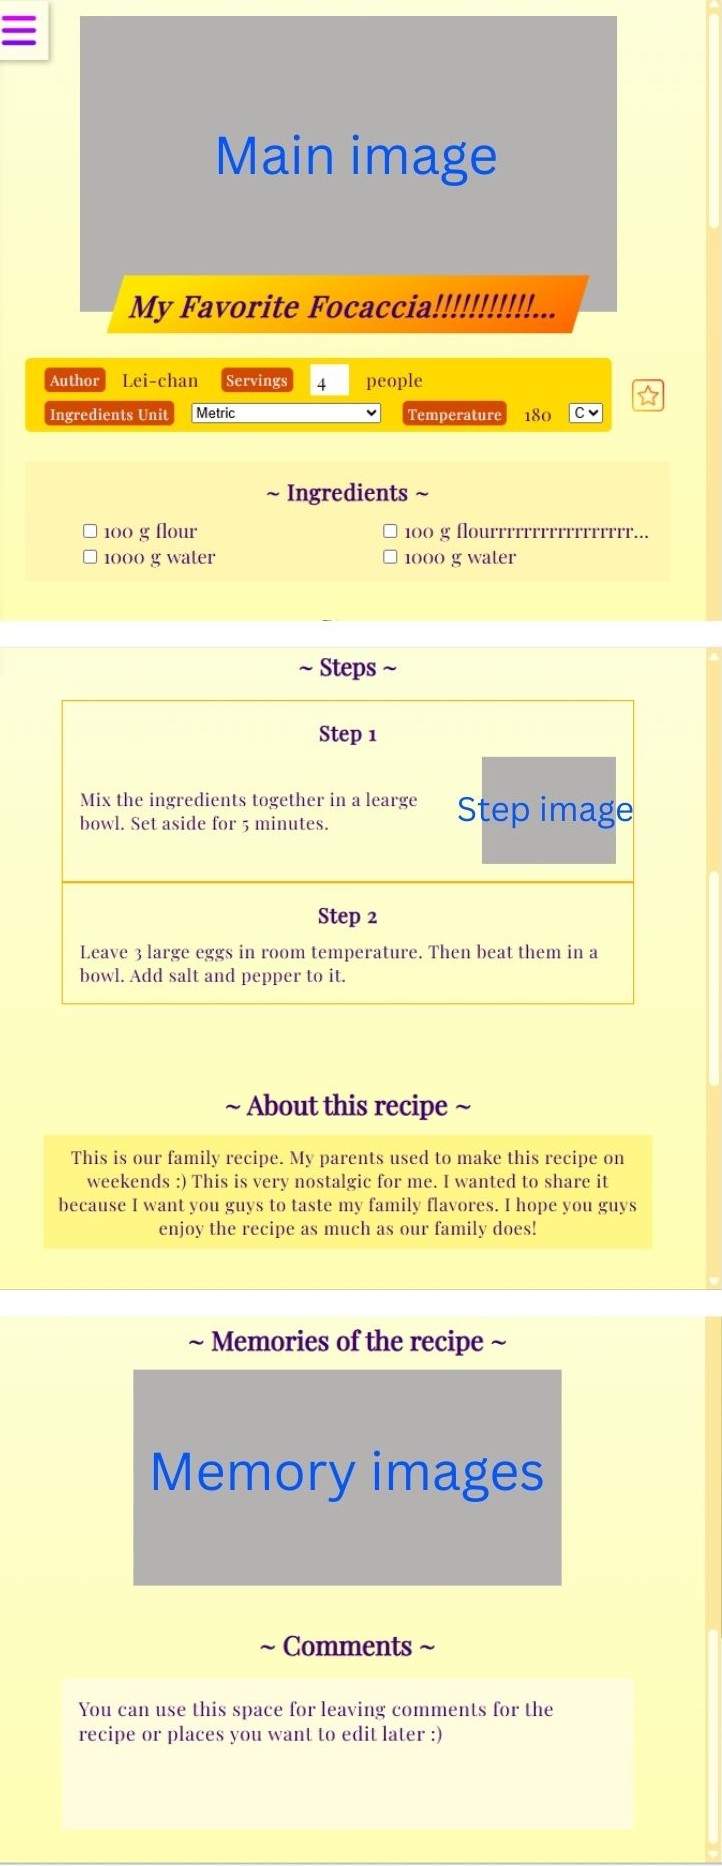 Main image
My Favorite Focaccia!!!!!!!!!!!...
Author Lei-chan Servings 4 people
Ingredients Unit Metric Temperature 180 C
~ Ingredients ~
100 g flour 100 g flourrrrrrrrrrrrrrrrr...
1000 g water 1000 g water
~ Steps ~
Step 1
Mix the ingredients together in a learge
bowl. Set aside for 5 minutes.
Step image
Step 2
Leave 3 large eggs in room temperature. Then beat them in a
bowl. Add salt and pepper to it.
~ About this recipe ~
This is our family recipe. My parents used to make this recipe on
weekends :) This is very nostalgic for me. I wanted to share it
because I want you guys to taste my family flavores. I hope you guys
enjoy the recipe as much as our family does!
~ Memories of the recipe ~
Memory images
~ Comments ~
You can use this space for leaving comments for the
recipe or places you want to edit later :)